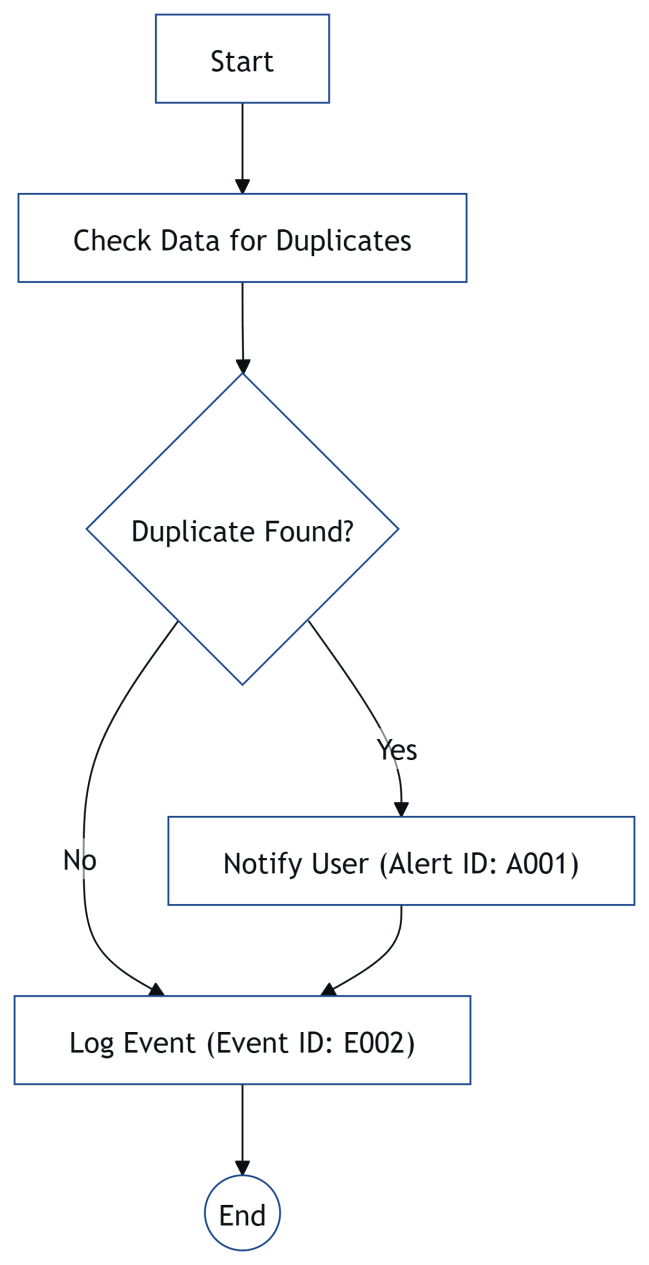 Start
Check Data for Duplicates
Duplicate Found?
Yes
No
Notify User (Alert ID: A001)
Log Event (Event ID: E002)
End